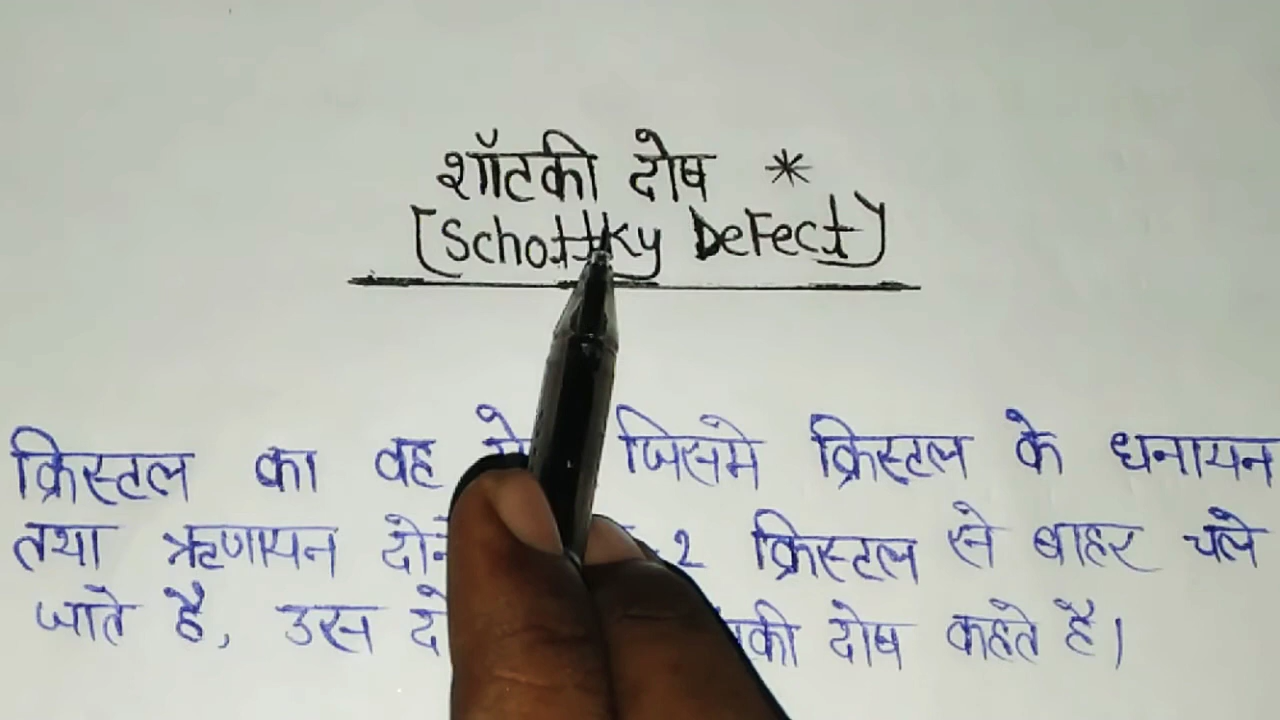 शॉटकी दोष *
[Schottky Defect)
क्रिस्टल का वह जिसमे क्रिस्टल के धनायन
तथा ऋणायन 2 क्रिस्टल से बाहर चले
जाते है, उस दोष कहते है।